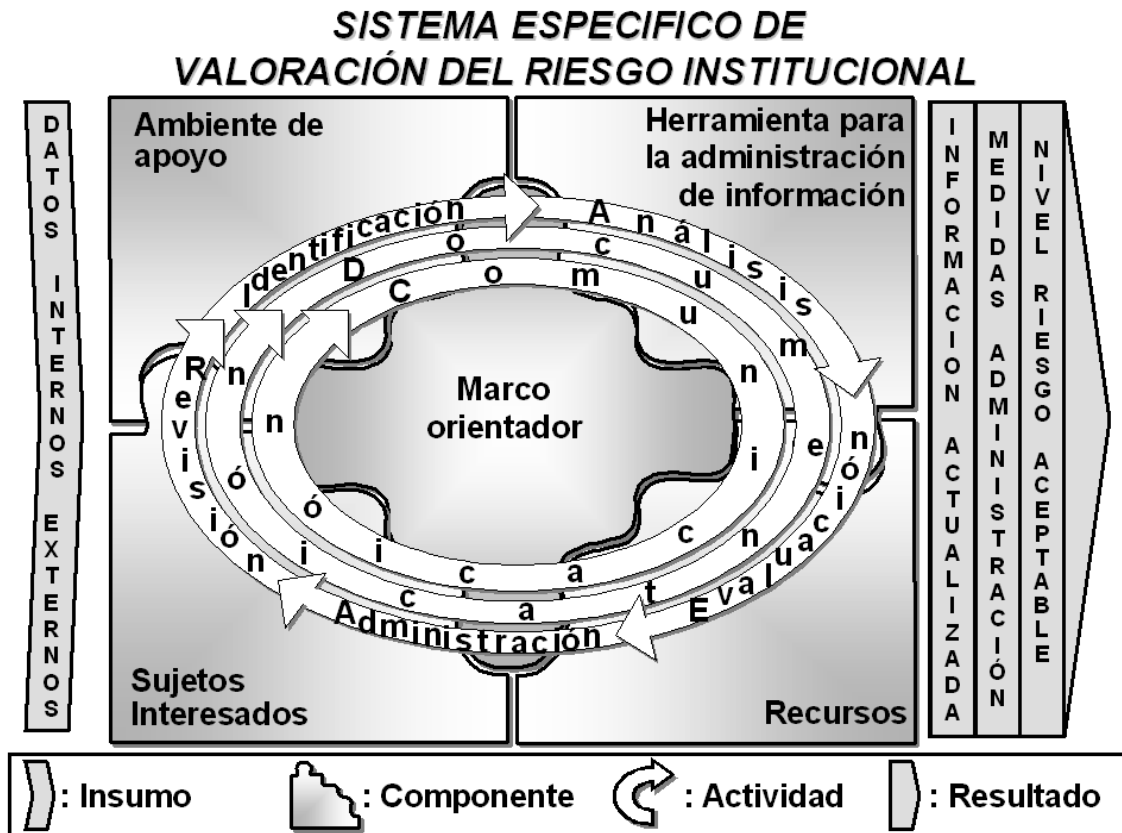 SISTEMA ESPECIFICO DE
VALORACIÓN DEL RIESGO INSTITUCIONAL
DATOS INTERNOS EXTERNOS
Ambiente de
apoyo
Herramienta para
la administración
de información
Identificación
Análisis
Evaluación
Administración
Revisión
Documentación
Comunicación
Marco
orientador
Sujetos
Interesados
Recursos
INFORMACION ACTUALIZADA
MEDIDAS ADMINISTRACIÓN
NIVEL RIESGO ACEPTABLE
: Insumo
: Componente
: Actividad
: Resultado